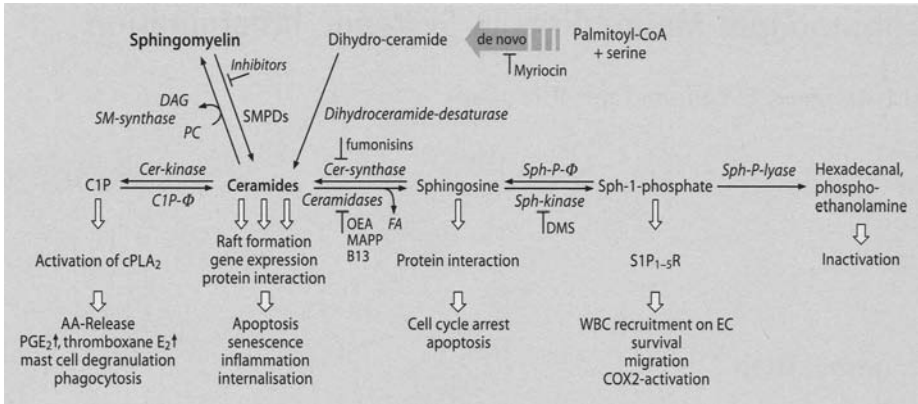 Sphingomyelin
Dihydro-ceramide
de novo
Palmitoyl-CoA
+ serine
Inhibitors
Myriocin
DAG
SM-synthase
PC
SMPDs
Dihydroceramide-desaturase
fumonisins
C1P
Cer-kinase
C1P-Φ
Ceramides
Cer-synthase
Ceramidases
FA
Sphingosine
Sph-P-Φ
Sph-kinase
Sph-1-phosphate
Sph-P-lyase
Hexadecanal,
phospho-
ethanolamine
OEA
MAPP
B13
DMS
Activation of cPLA₂
Raft formation
gene expression
protein interaction
Protein interaction
S1P₁₋₅R
Inactivation
AA-Release
PGE₂↑, thromboxane E₂↑
mast cell degranulation
phagocytosis
Apoptosis
senescence
inflammation
internalisation
Cell cycle arrest
apoptosis
WBC recruitment on EC
survival
migration
COX2-activation